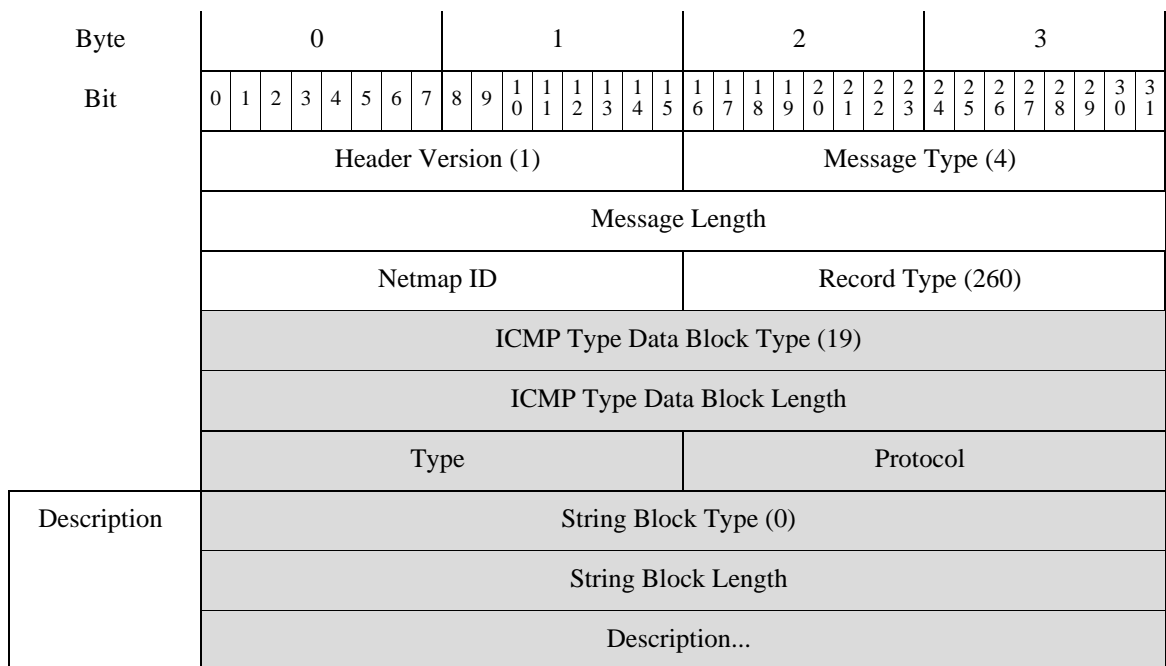 Byte 0 1 2 3
Bit 0 1 2 3 4 5 6 7 8 9 10 11 12 13 14 15 16 17 18 19 20 21 22 23 24 25 26 27 28 29 30 31
Header Version (1) Message Type (4)
Message Length
Netmap ID Record Type (260)
ICMP Type Data Block Type (19)
ICMP Type Data Block Length
Type Protocol
Description String Block Type (0)
String Block Length
Description...